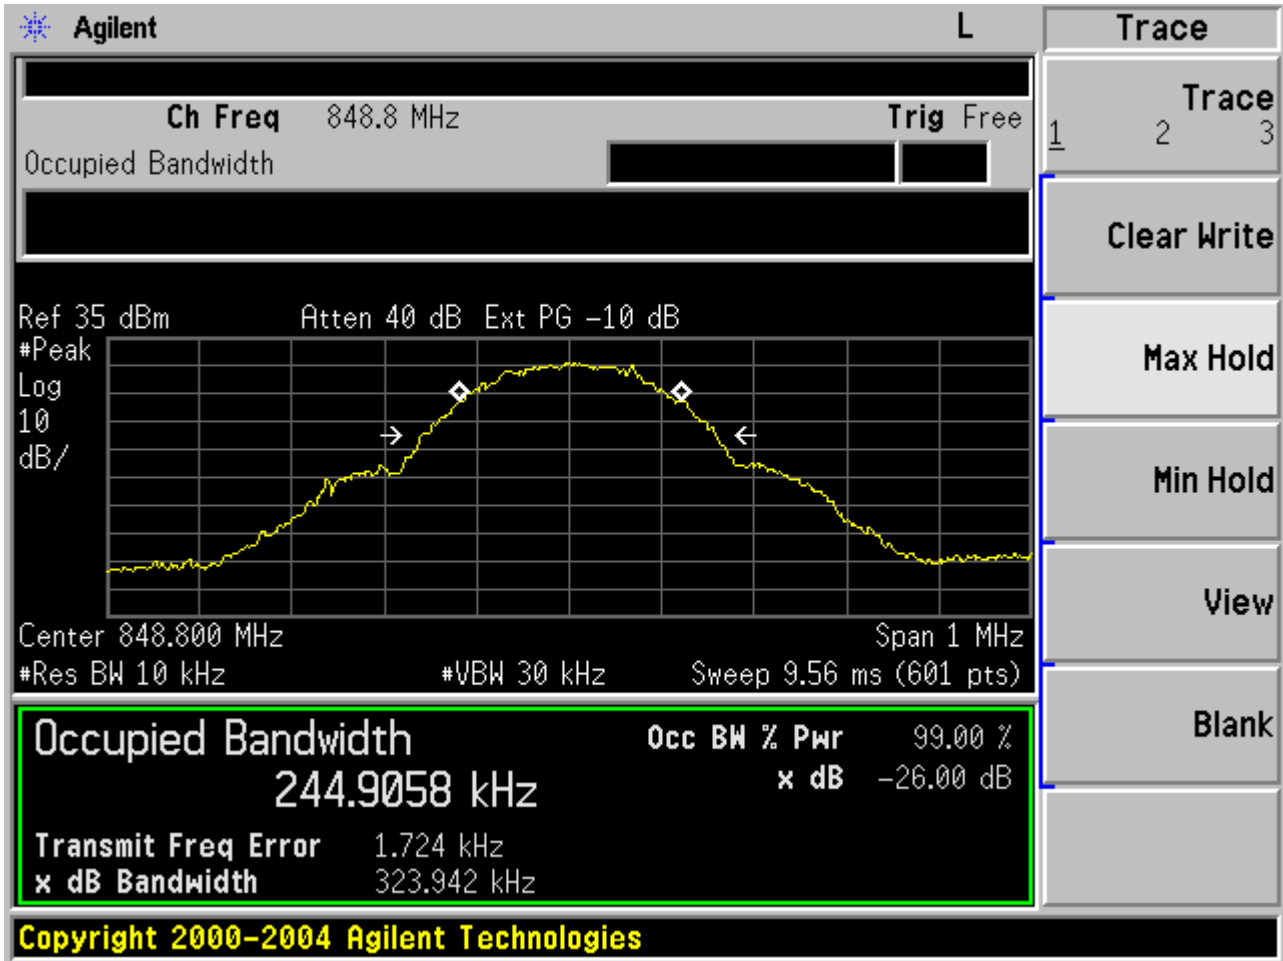 Agilent L Trace
Ch Freq 848.8 MHz Trig Free
Occupied Bandwidth
Trace
1 2 3
Clear Write
Max Hold
Min Hold
View
Blank
Ref 35 dBm Atten 40 dB Ext PG −10 dB
#Peak
Log
10
dB/
Center 848.800 MHz Span 1 MHz
#Res BW 10 kHz #VBW 30 kHz Sweep 9.56 ms (601 pts)
Occupied Bandwidth Occ BW % Pwr 99.00 %
244.9058 kHz x dB −26.00 dB
Transmit Freq Error 1.724 kHz
x dB Bandwidth 323.942 kHz
Copyright 2000-2004 Agilent Technologies